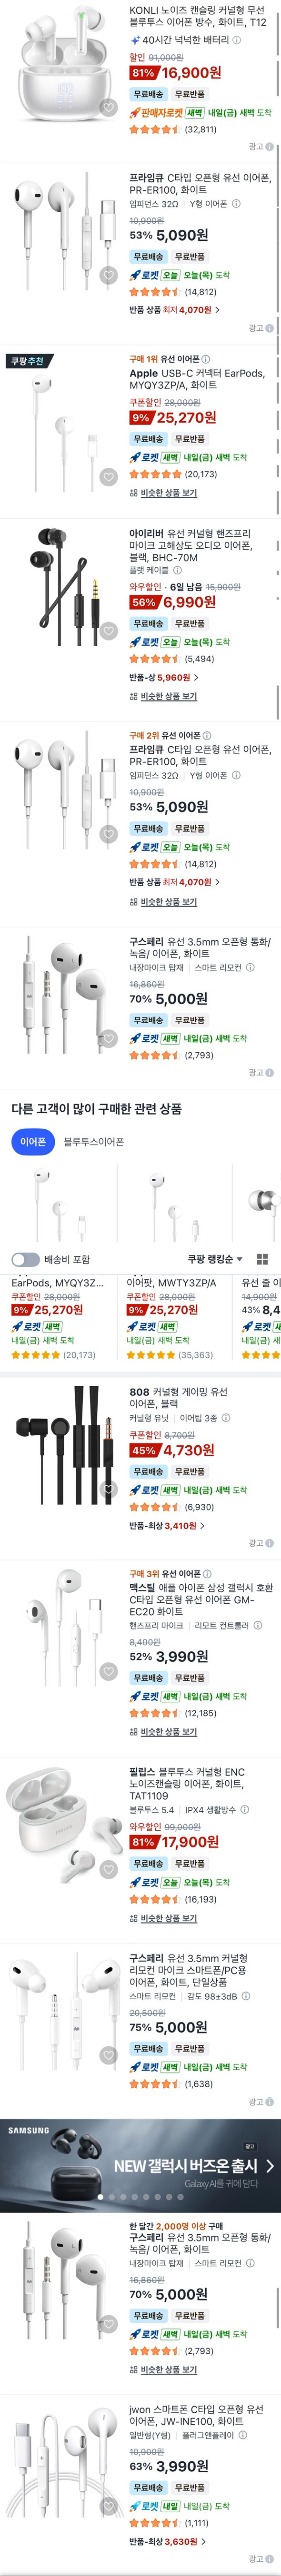 KONLI 노이즈 캔슬링 커널형 무선
블루투스 이어폰 방수, 화이트, T12
40시간 넉넉한 배터리
할인 91,000원
81% 16,900원
무료배송 무료반품
판매자로켓 새벽 내일(금) 새벽 도착
(32,811)
광고
프라임큐 C타입 오픈형 유선 이어폰,
PR-ER100, 화이트
임피던스 32Ω | Y형 이어폰
10,900원
53% 5,090원
무료배송 무료반품
로켓 오늘 오늘(목) 도착
(14,812)
반품 상품 최저 4,070원 >
광고
쿠팡추천
구매 1위 유선 이어폰
Apple USB-C 커넥터 EarPods,
MYQY3ZP/A, 화이트
쿠폰할인 28,000원
9% 25,270원
무료배송 무료반품
로켓 새벽 내일(금) 새벽 도착
(20,173)
비슷한 상품 보기
아이리버 유선 커널형 핸즈프리
마이크 고해상도 오디오 이어폰,
블랙, BHC-70M
플랫 케이블
와우할인 · 6일 남음 15,900원
56% 6,990원
무료배송 무료반품
로켓 오늘 오늘(목) 도착
(5,494)
반품-상 5,960원 >
비슷한 상품 보기
구매 2위 유선 이어폰
프라임큐 C타입 오픈형 유선 이어폰,
PR-ER100, 화이트
임피던스 32Ω | Y형 이어폰
10,900원
53% 5,090원
무료배송 무료반품
로켓 오늘 오늘(목) 도착
(14,812)
반품 상품 최저 4,070원 >
비슷한 상품 보기
구스페리 유선 3.5mm 오픈형 통화/
녹음/ 이어폰, 화이트
내장마이크 탑재 | 스마트 리모컨
16,860원
70% 5,000원
무료배송 무료반품
로켓 새벽 내일(금) 새벽 도착
(2,793)
광고
다른 고객이 많이 구매한 관련 상품
이어폰 블루투스이어폰
배송비 포함 쿠팡 랭킹순
EarPods, MYQY3Z...
쿠폰할인 28,000원
9% 25,270원
로켓 새벽
내일(금) 새벽 도착
(20,173)
이어팟, MWTY3ZP/A
쿠폰할인 28,000원
9% 25,270원
로켓 새벽
내일(금) 새벽 도착
(35,363)
유선 줄 이
14,900원
43% 8,4
로켓
내일(금) 새벽
808 커널형 게이밍 유선
이어폰, 블랙
커널형 유닛 | 이어팁 3종
쿠폰할인 8,700원
45% 4,730원
무료배송 무료반품
로켓 새벽 내일(금) 새벽 도착
(6,930)
반품-최상 3,410원 >
광고
구매 3위 유선 이어폰
맥스틸 애플 아이폰 삼성 갤럭시 호환
C타입 오픈형 유선 이어폰 GM-
EC20 화이트
핸즈프리 마이크 | 리모트 컨트롤러
8,400원
52% 3,990원
무료배송 무료반품
로켓 새벽 내일(금) 새벽 도착
(12,185)
비슷한 상품 보기
필립스 블루투스 커널형 ENC
노이즈캔슬링 이어폰, 화이트,
TAT1109
블루투스 5.4 | IPX4 생활방수
와우할인 99,000원
81% 17,900원
무료배송 무료반품
로켓 오늘 오늘(목) 도착
(16,193)
비슷한 상품 보기
구스페리 유선 3.5mm 커널형
리모컨 마이크 스마트폰/PC용
이어폰, 화이트, 단일상품
스마트 리모컨 | 감도 98±3dB
20,500원
75% 5,000원
무료배송 무료반품
로켓 새벽 내일(금) 새벽 도착
(1,638)
광고
SAMSUNG
광고
NEW 갤럭시 버즈온 출시
Galaxy AI를 귀에 담다
한 달간 2,000명 이상 구매
구스페리 유선 3.5mm 오픈형 통화/
녹음/ 이어폰, 화이트
내장마이크 탑재 | 스마트 리모컨
16,860원
70% 5,000원
무료배송 무료반품
로켓 새벽 내일(금) 새벽 도착
(2,793)
비슷한 상품 보기
jwon 스마트폰 C타입 오픈형 유선
이어폰, JW-INE100, 화이트
일반형(Y형) | 플러그앤플레이
10,900원
63% 3,990원
무료배송 무료반품
로켓 내일 내일(금) 도착
(1,111)
반품-최상 3,630원 >
광고